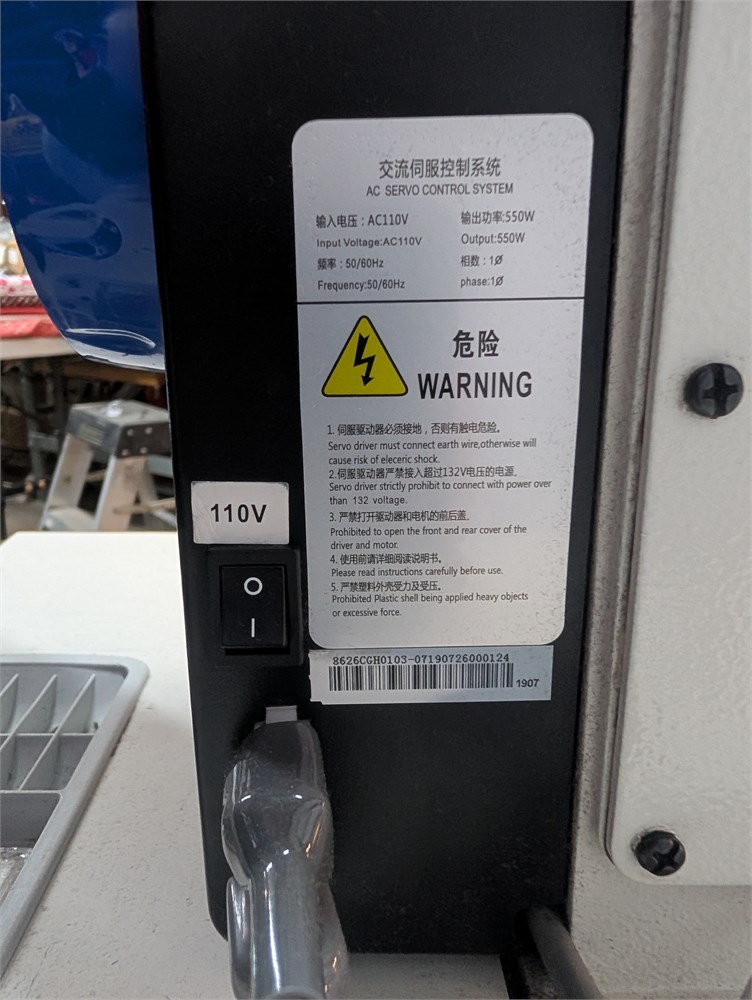 交流伺服控制系统
AC SERVO CONTROL SYSTEM
输入电压：AC110V 输出功率:550W
Input Voltage:AC110V Output:550W
频率：50/60Hz 相数：1Ø
Frequency:50/60Hz phase:1Ø
危险
WARNING
1. 伺服驱动器必须接地，否则有触电危险。
Servo driver must connect earth wire,otherwise will
cause risk of eleceric shock.
2.伺服驱动器严禁接入超过132V电压的电源。
Servo driver strictly prohibit to connect with power over
than 132 voltage.
3. 严禁打开驱动器和电机的前后盖。
Prohibited to open the front and rear cover of the
driver and motor.
4. 使用前请详细阅读说明书。
Please read instructions carefully before use.
5. 严禁塑料外壳受力及受压。
Prohibited Plastic shell being applied heavy objects
or excessive force.
110V
O
I
8626CGH0103-07190726000124
1907